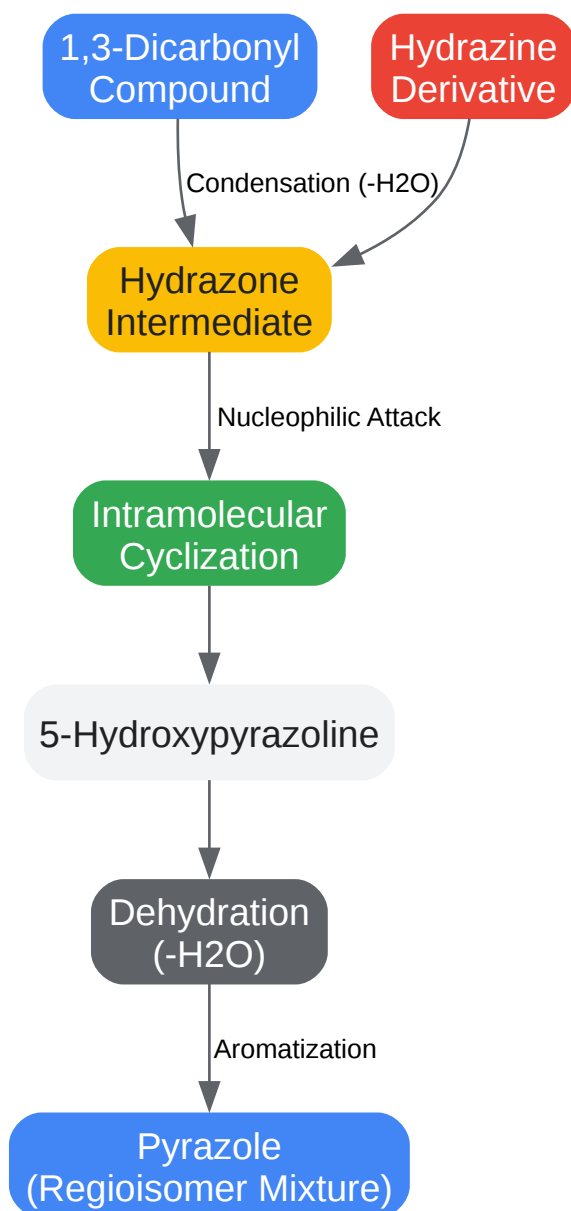 1,3-Dicarbonyl
Compound
Hydrazine
Derivative
Condensation (-H2O)
Hydrazone
Intermediate
Nucleophilic Attack
Intramolecular
Cyclization
5-Hydroxypyrazoline
Dehydration
(-H2O)
Aromatization
Pyrazole
(Regioisomer Mixture)